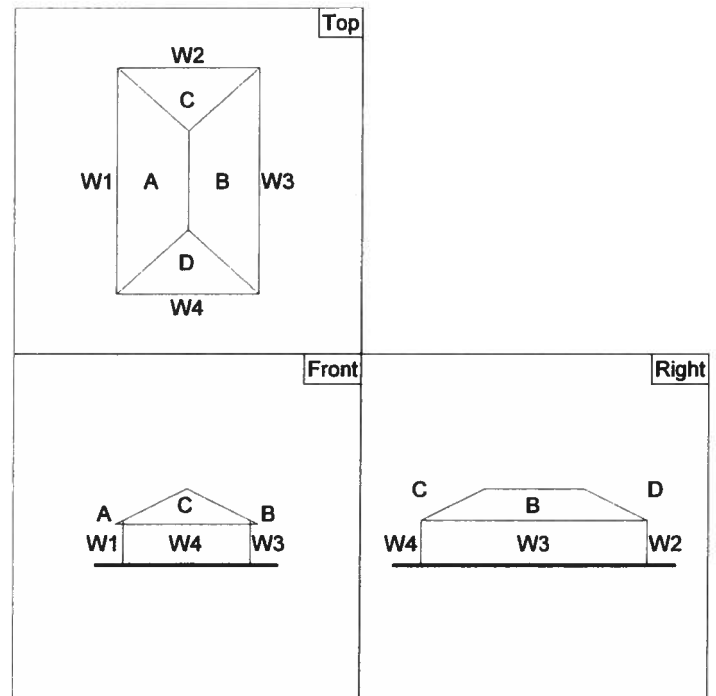 Top
W2
C
W1 A B W3
D
W4
Front
C
A B
W1 W4 W3
Right
C B D
W4 W3 W2